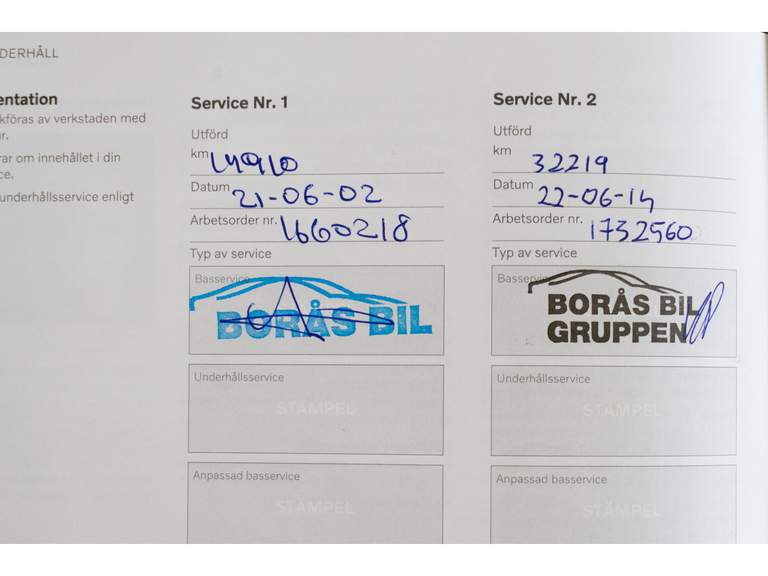 DERHÅLL
entation
kföras av verkstaden med
r.
rar om innehållet i din
ce.
underhållsservice enligt
Service Nr. 1
Utförd
km
Datum 21-06-02
Arbetsorder nr. 1660218
Typ av service
Basservice
BORÅS BIL
Underhållsservice
STÄMPEL
Anpassad basservice
STÄMPEL
Service Nr. 2
Utförd
km 32219
Datum 22-06-14
Arbetsorder nr. 1732560
Typ av service
Basservice
BORÅS BIL
GRUPPEN
Underhållsservice
STÄMPEL
Anpassad basservice
STÄMPEL